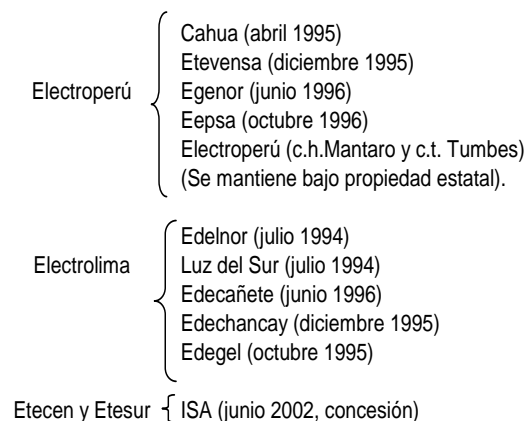 Cahua (abril 1995)
Etevensa (diciembre 1995)
Electroperú
Egenor (junio 1996)
Eepsa (octubre 1996)
Electroperú (c.h.Mantaro y c.t. Tumbes)
(Se mantiene bajo propiedad estatal).
Edelnor (julio 1994)
Electrolima
Luz del Sur (julio 1994)
Edecañete (junio 1996)
Edechancay (diciembre 1995)
Edegel (octubre 1995)
Etecen y Etesur
ISA (junio 2002, concesión)